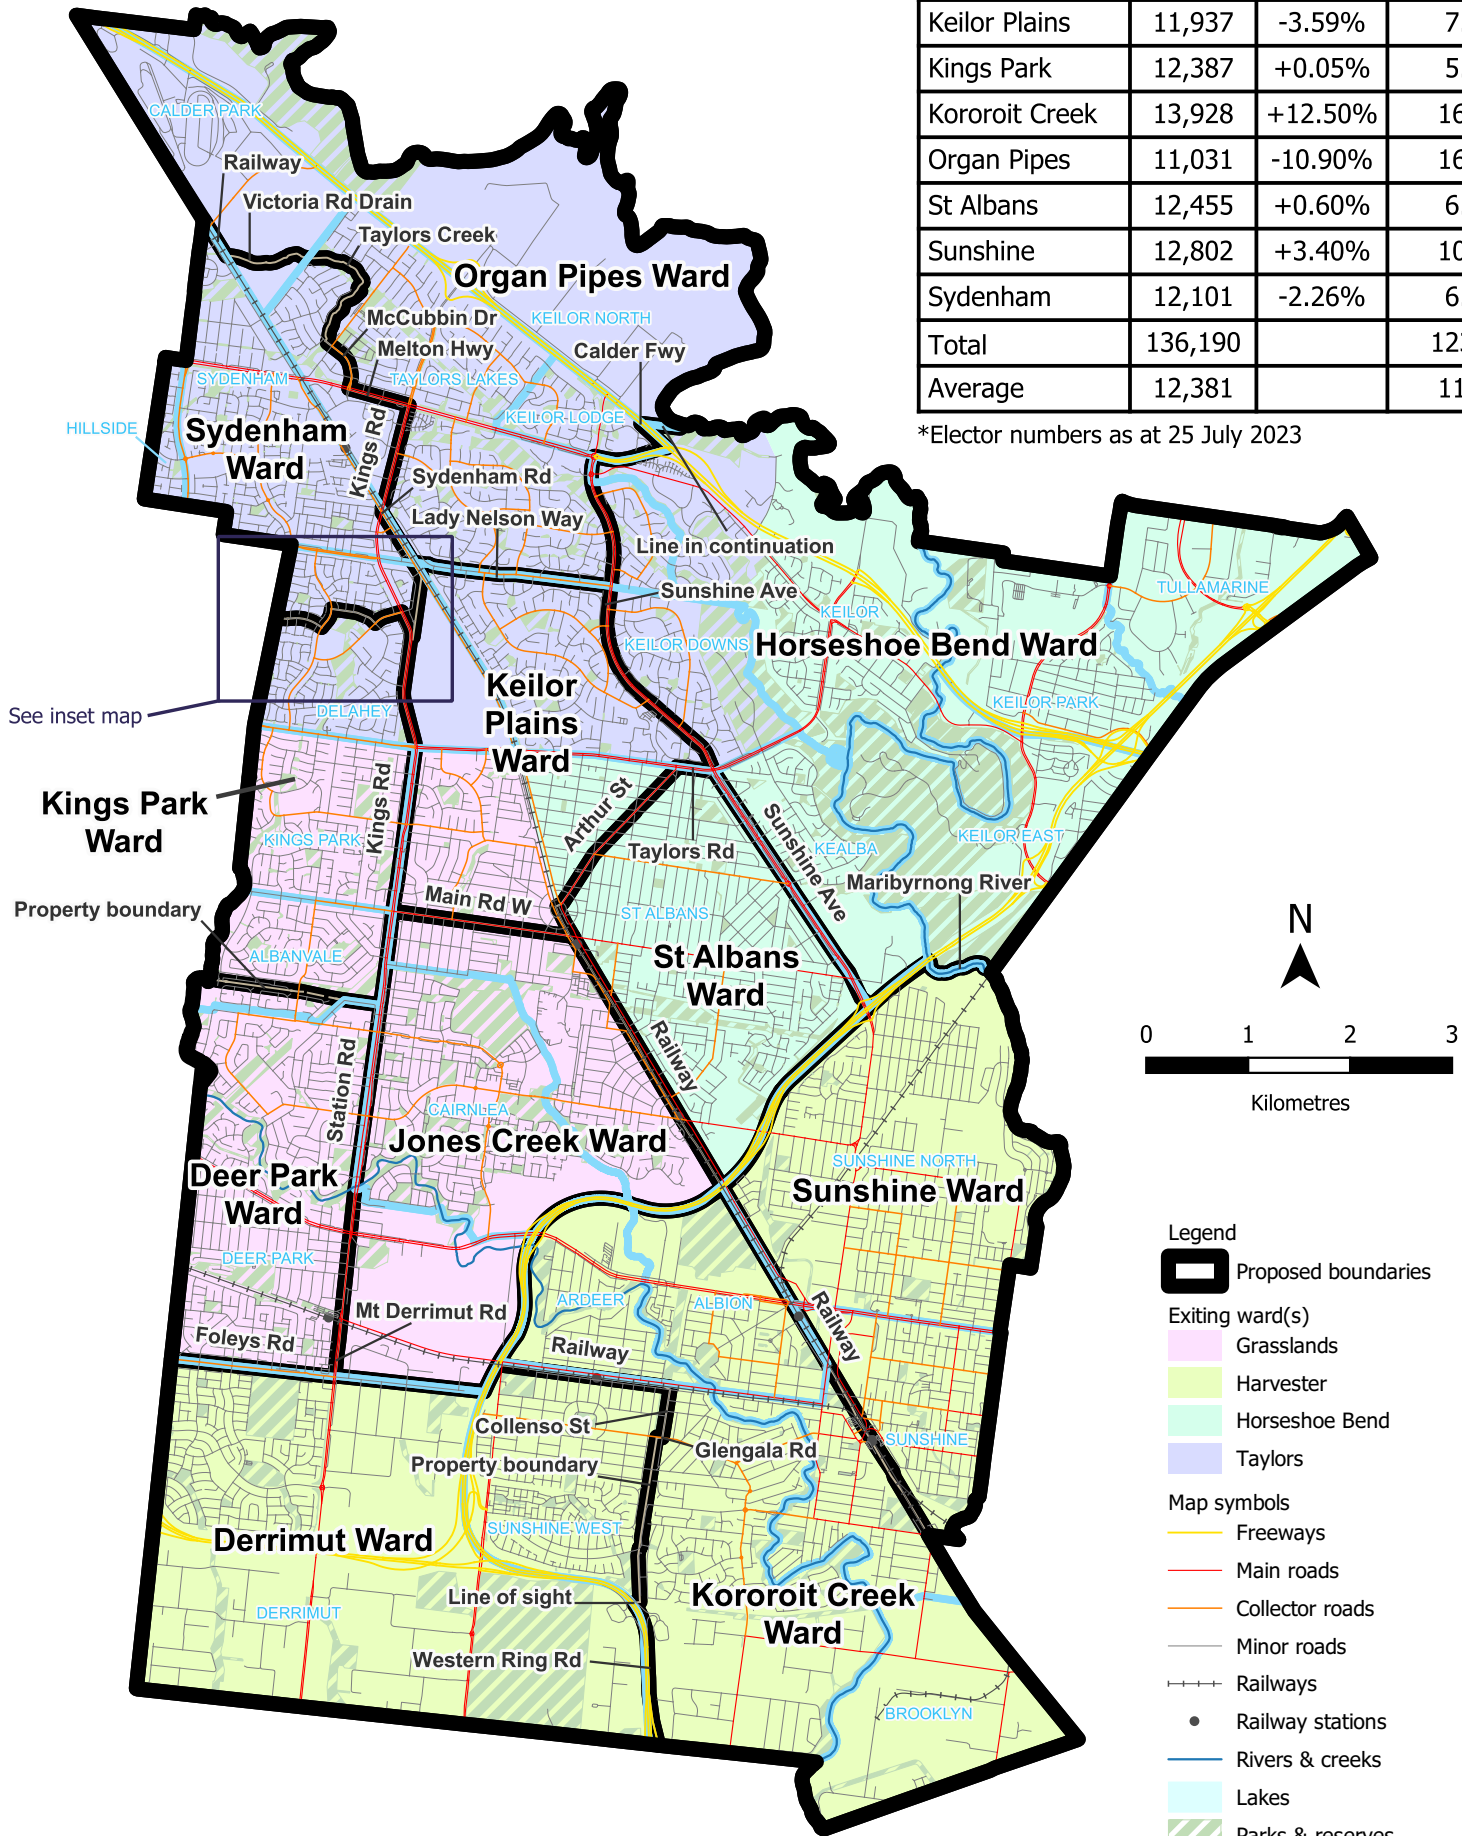 Keilor Plains 11,937 -3.59% 7
Kings Park 12,387 +0.05% 5
Kororoit Creek 13,928 +12.50% 16
Organ Pipes 11,031 -10.90% 16
St Albans 12,455 +0.60% 6
Sunshine 12,802 +3.40% 10
Sydenham 12,101 -2.26% 6
Total 136,190 123
Average 12,381 11
*Elector numbers as at 25 July 2023
CALDER PARK
Railway
Victoria Rd Drain
Taylors Creek
Organ Pipes Ward
McCubbin Dr
KEILOR NORTH
Melton Hwy
Calder Fwy
SYDENHAM
TAYLORS LAKES
KEILOR LODGE
HILLSIDE
Sydenham
Ward
Kings Rd
Sydenham Rd
Lady Nelson Way
Line in continuation
Sunshine Ave
TULLAMARINE
KEILOR
KEILOR DOWNS
Horseshoe Bend Ward
Keilor
Plains
Ward
KEILOR PARK
See inset map
DELAHEY
Kings Park
Ward
Kings Rd
KINGS PARK
Arthur St
Taylors Rd
Sunshine Ave
KEALBA
KEILOR EAST
Maribyrnong River
Main Rd W
Property boundary
ST ALBANS
ALBANVALE
St Albans
Ward
N
0 1 2 3
Kilometres
Station Rd
Railway
CAIRNLEA
Jones Creek Ward
Deer Park
Ward
SUNSHINE NORTH
Sunshine Ward
DEER PARK
ARDEER
ALBION
Mt Derrimut Rd
Foleys Rd
Railway
Railway
Collenso St
Glengala Rd
SUNSHINE
Property boundary
SUNSHINE WEST
Derrimut Ward
Line of sight
DERRIMUT
Kororoit Creek
Ward
Western Ring Rd
BROOKLYN
Legend
Proposed boundaries
Exiting ward(s)
Grasslands
Harvester
Horseshoe Bend
Taylors
Map symbols
Freeways
Main roads
Collector roads
Minor roads
Railways
Railway stations
Rivers & creeks
Lakes
Parks & reserves